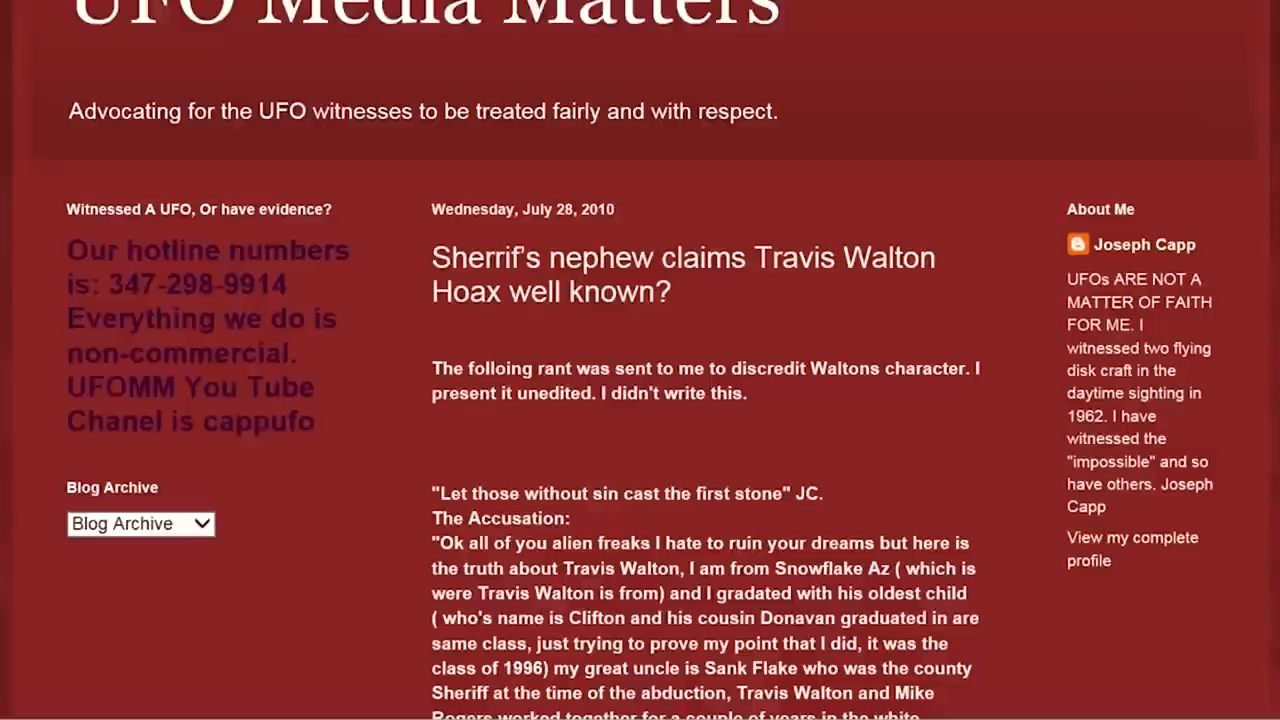 UFO Media Matters
Advocating for the UFO witnesses to be treated fairly and with respect.
Witnessed A UFO, Or have evidence?
Our hotline numbers
is: 347-298-9914
Everything we do is
non-commercial.
UFOMM You Tube
Chanel is cappufo
Blog Archive
Blog Archive
Wednesday, July 28, 2010
Sherrif's nephew claims Travis Walton
Hoax well known?
The folloing rant was sent to me to discredit Waltons character. I
present it unedited. I didn't write this.
"Let those without sin cast the first stone" JC.
The Accusation:
"Ok all of you alien freaks I hate to ruin your dreams but here is
the truth about Travis Walton, I am from Snowflake Az ( which is
were Travis Walton is from) and I gradated with his oldest child
( who's name is Clifton and his cousin Donavan graduated in are
same class, just trying to prove my point that I did, it was the
class of 1996) my great uncle is Sank Flake who was the county
Sheriff at the time of the abduction, Travis Walton and Mike
Rogers worked together for a couple of years in the white
About Me
Joseph Capp
UFOs ARE NOT A
MATTER OF FAITH
FOR ME. I
witnessed two flying
disk craft in the
daytime sighting in
1962. I have
witnessed the
"impossible" and so
have others. Joseph
Capp
View my complete
profile